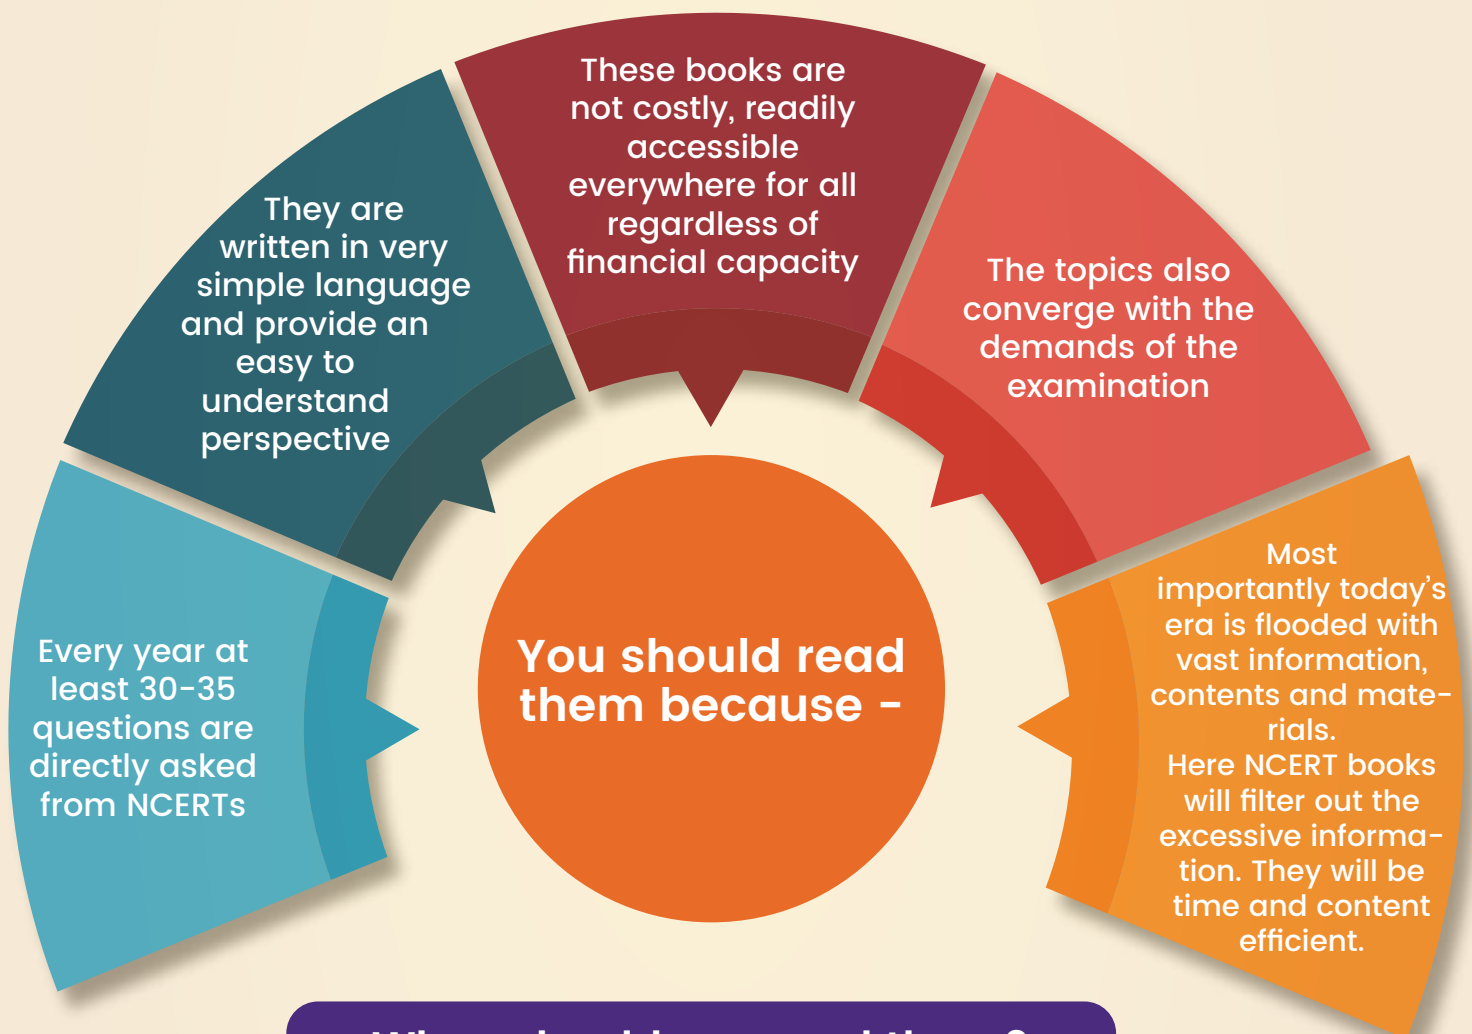 These books are
not costly, readily
accessible
everywhere for all
regardless of
financial capacity
They are
written in very
simple language
and provide an
easy to
understand
perspective
The topics also
converge with the
demands of the
examination
Every year at
least 30-35
questions are
directly asked
from NCERTs
You should read
them because -
Most
importantly today's
era is flooded with
vast information,
contents and mate-
rials.
Here NCERT books
will filter out the
excessive informa-
tion. They will be
time and content
efficient.